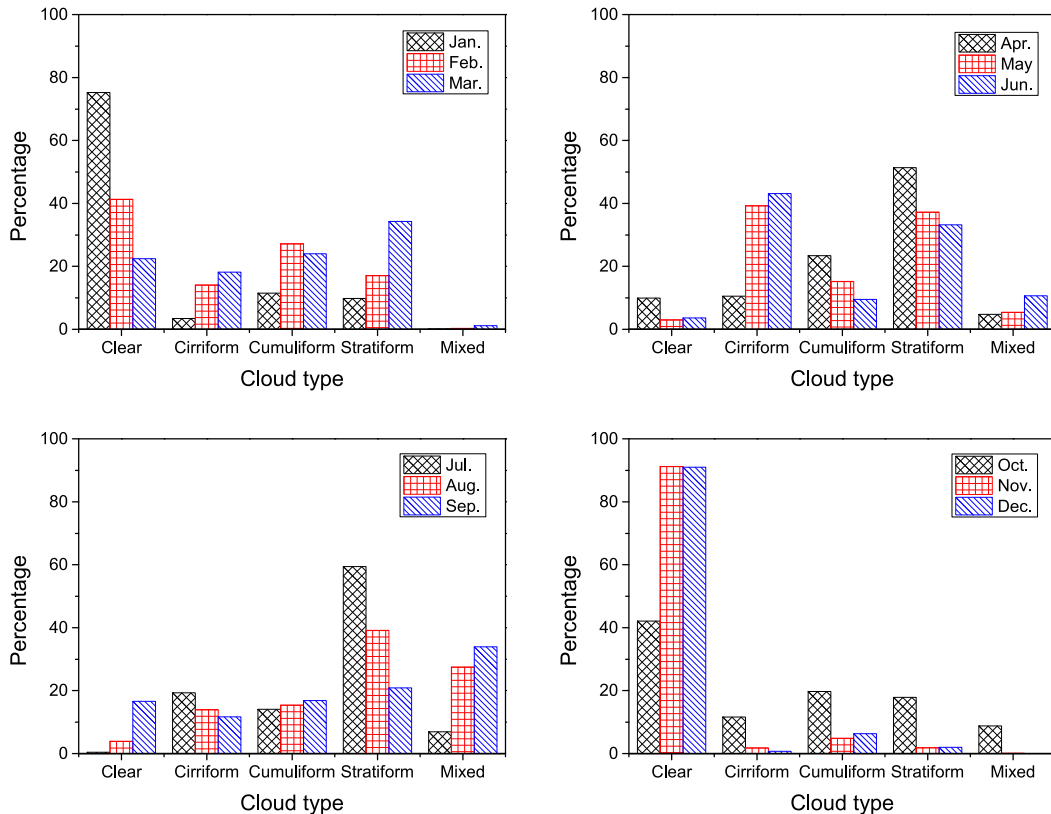 100
80
60
40
20
0
Percentage
Jan.
Feb.
Mar.
Clear Cirriform Cumuliform Stratiform Mixed
Cloud type
100
80
60
40
20
0
Percentage
Apr.
May
Jun.
Clear Cirriform Cumuliform Stratiform Mixed
Cloud type
100
80
60
40
20
0
Percentage
Jul.
Aug.
Sep.
Clear Cirriform Cumuliform Stratiform Mixed
Cloud type
100
80
60
40
20
0
Percentage
Oct.
Nov.
Dec.
Clear Cirriform Cumuliform Stratiform Mixed
Cloud type